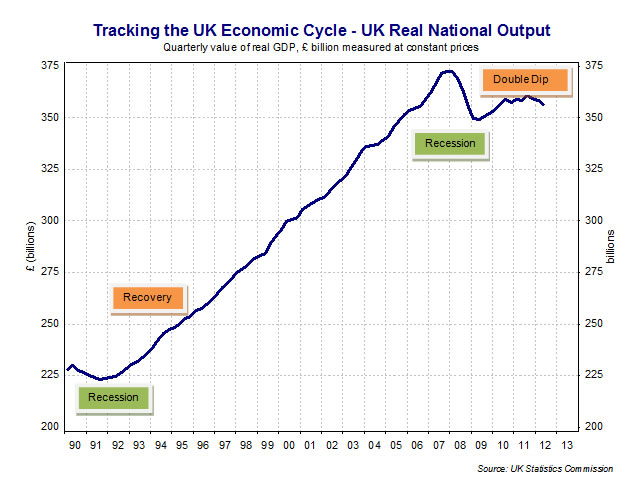 Tracking the UK Economic Cycle - UK Real National Output
Quarterly value of real GDP, £ billion measured at constant prices
375
375
Double Dip
350
350
Recession
325
325
300
300
£ (billions)
billions
275
275
Recovery
250
250
225
225
Recession
200
200
90 91 92 93 94 95 96 97 98 99 00 01 02 03 04 05 06 07 08 09 10 11 12 13
Source: UK Statistics Commission